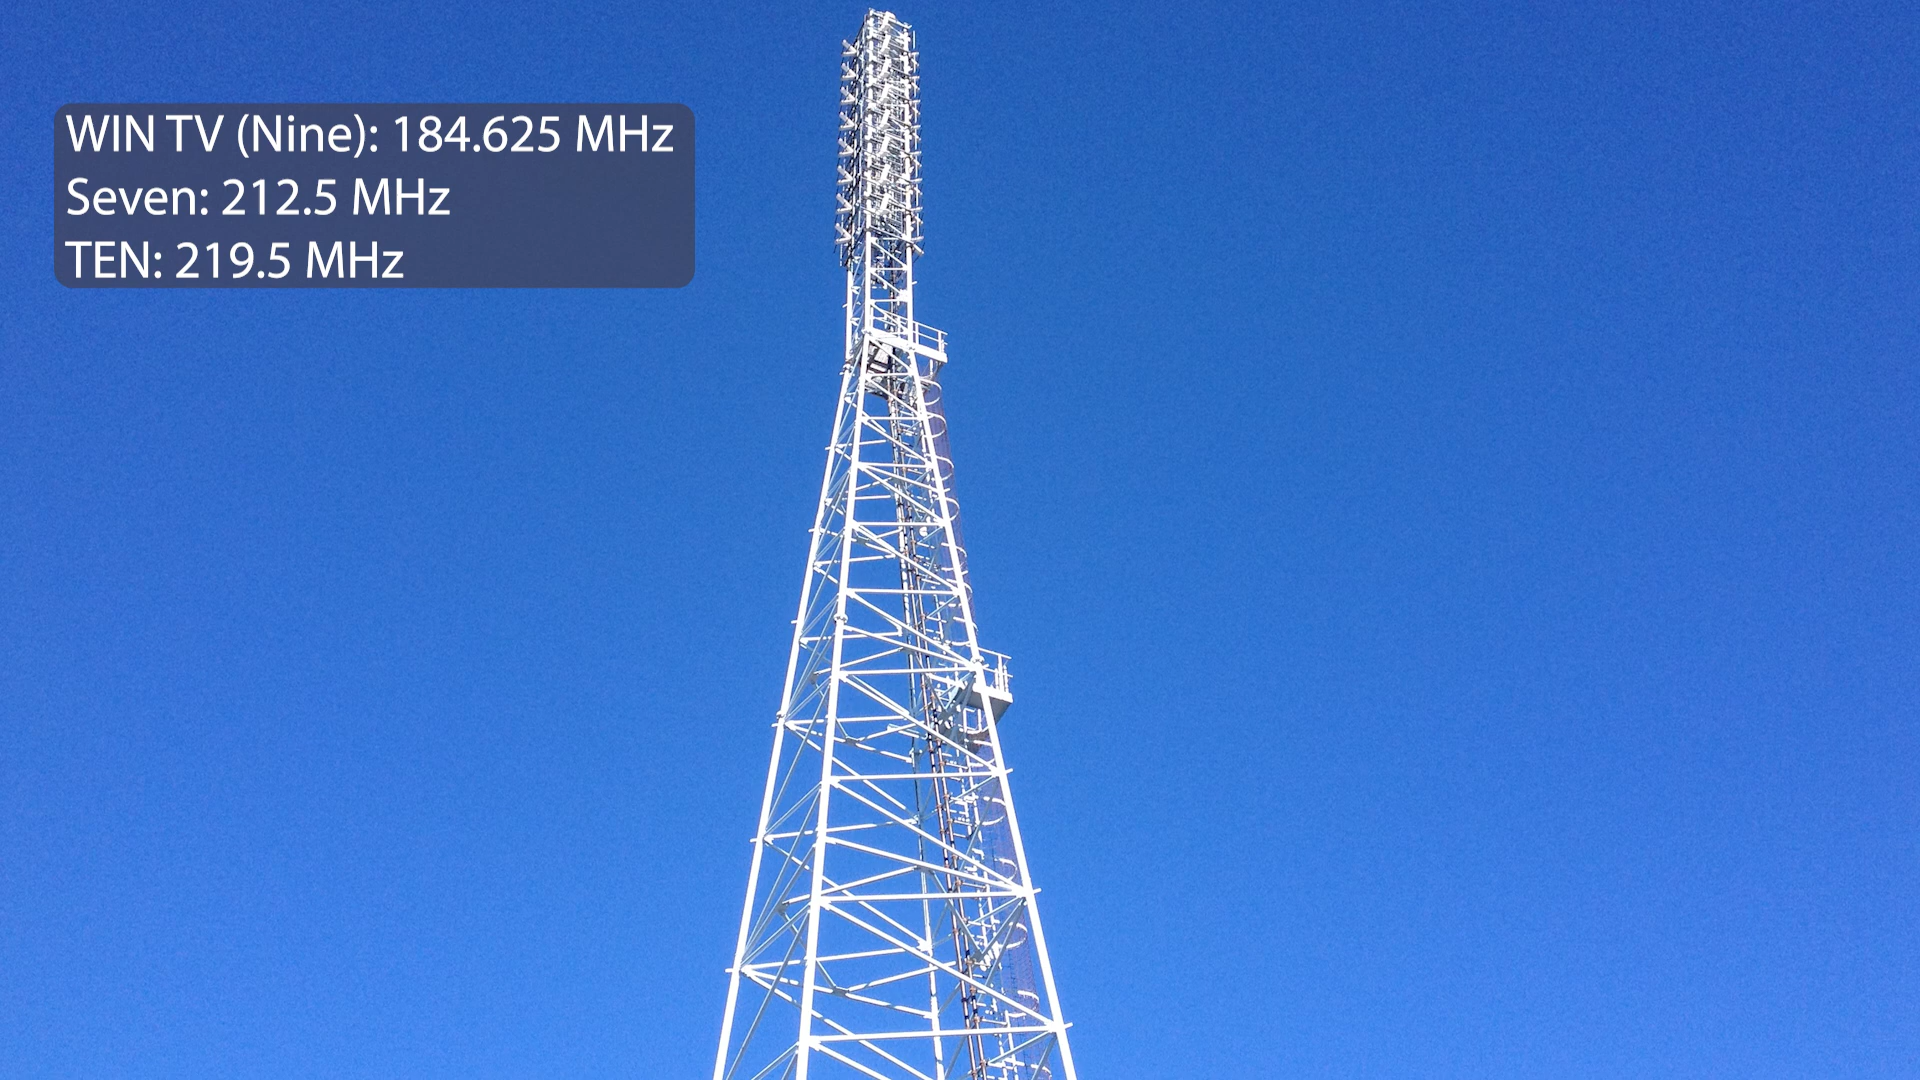 WIN TV (Nine): 184.625 MHz
Seven: 212.5 MHz
TEN: 219.5 MHz